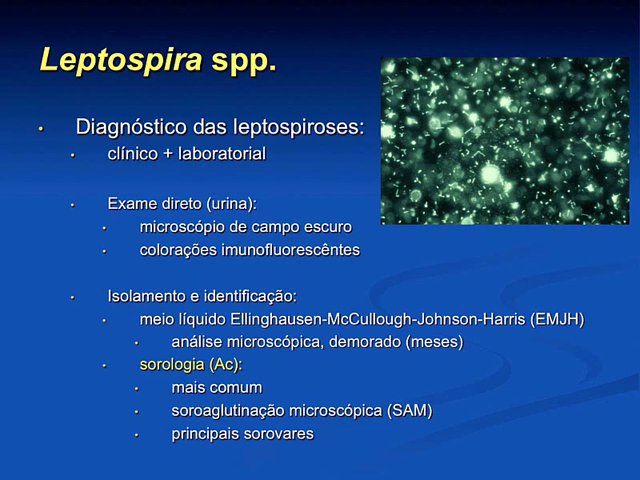 Leptospira spp.
Diagnóstico das leptospiroses:
clínico + laboratorial
Exame direto (urina):
microscópio de campo escuro
colorações imunofluorescêntes
Isolamento e identificação:
meio líquido Ellinghausen-McCullough-Johnson-Harris (EMJH)
análise microscópica, demorado (meses)
sorologia (Ac):
mais comum
soroaglutinação microscópica (SAM)
principais sorovares